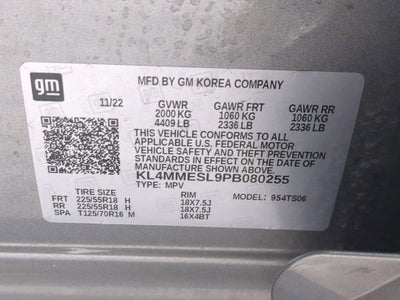 gm
MFD BY GM KOREA COMPANY
11/22 GVWR GAWR FRT GAWR RR
2000 KG 1060 KG 1060 KG
4409 LB 2336 LB 2336 LB
THIS VEHICLE CONFORMS TO ALL
APPLICABLE U.S. FEDERAL MOTOR
VEHICLE SAFETY AND THEFT PREVENTION
STANDARDS IN EFFECT ON THE DATE OF
MANUFACTURE SHOWN ABOVE.
KL4MMESL9PB080255
TYPE: MPV MODEL: 954TS06
TIRE SIZE RIM
FRT 225/55R18 H 18X7.5J
RR 225/55R18 H 18X7.5J
SPA T125/70R16 M 16X4BT